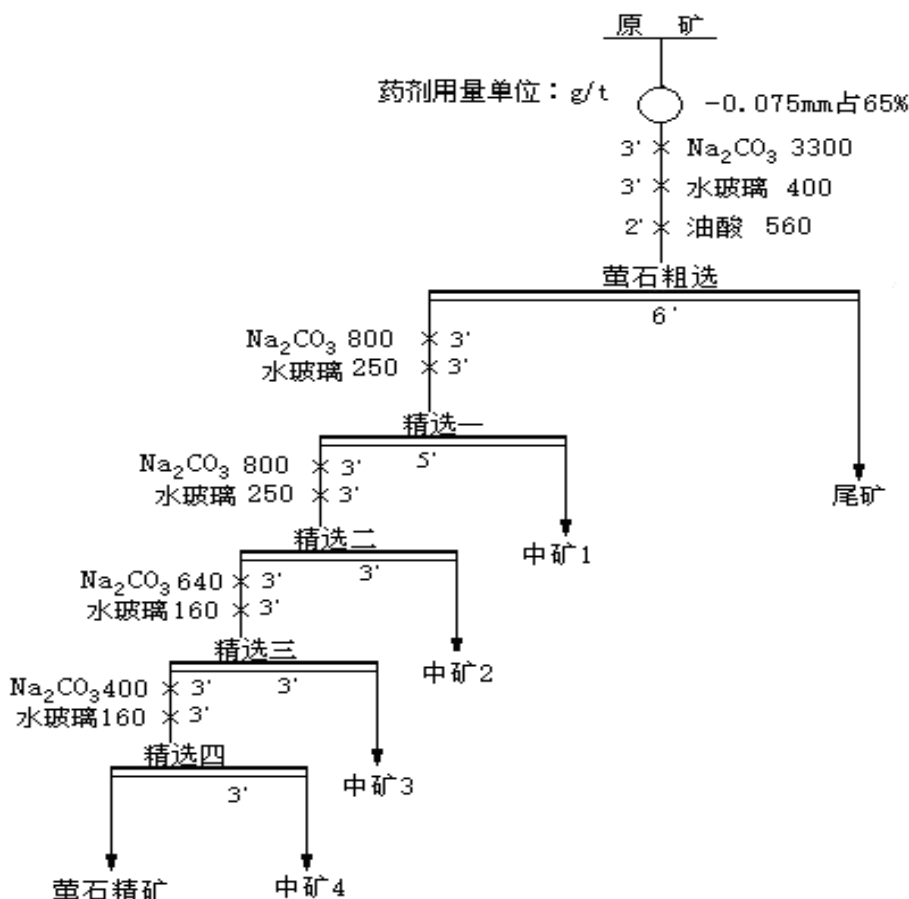 原 矿
药剂用量单位：g/t
-0.075mm占65%
3' Na₂CO₃ 3300
3' 水玻璃 400
2' 油酸 560
萤石粗选
6'
Na₂CO₃ 800 3'
水玻璃 250 3'
精选一
5'
Na₂CO₃ 800 3'
水玻璃 250 3'
尾矿
精选二
3'
中矿1
Na₂CO₃ 640 3'
水玻璃 160 3'
精选三
3'
中矿2
Na₂CO₃ 400 3'
水玻璃 160 3'
精选四
3'
中矿3
萤石精矿
中矿4